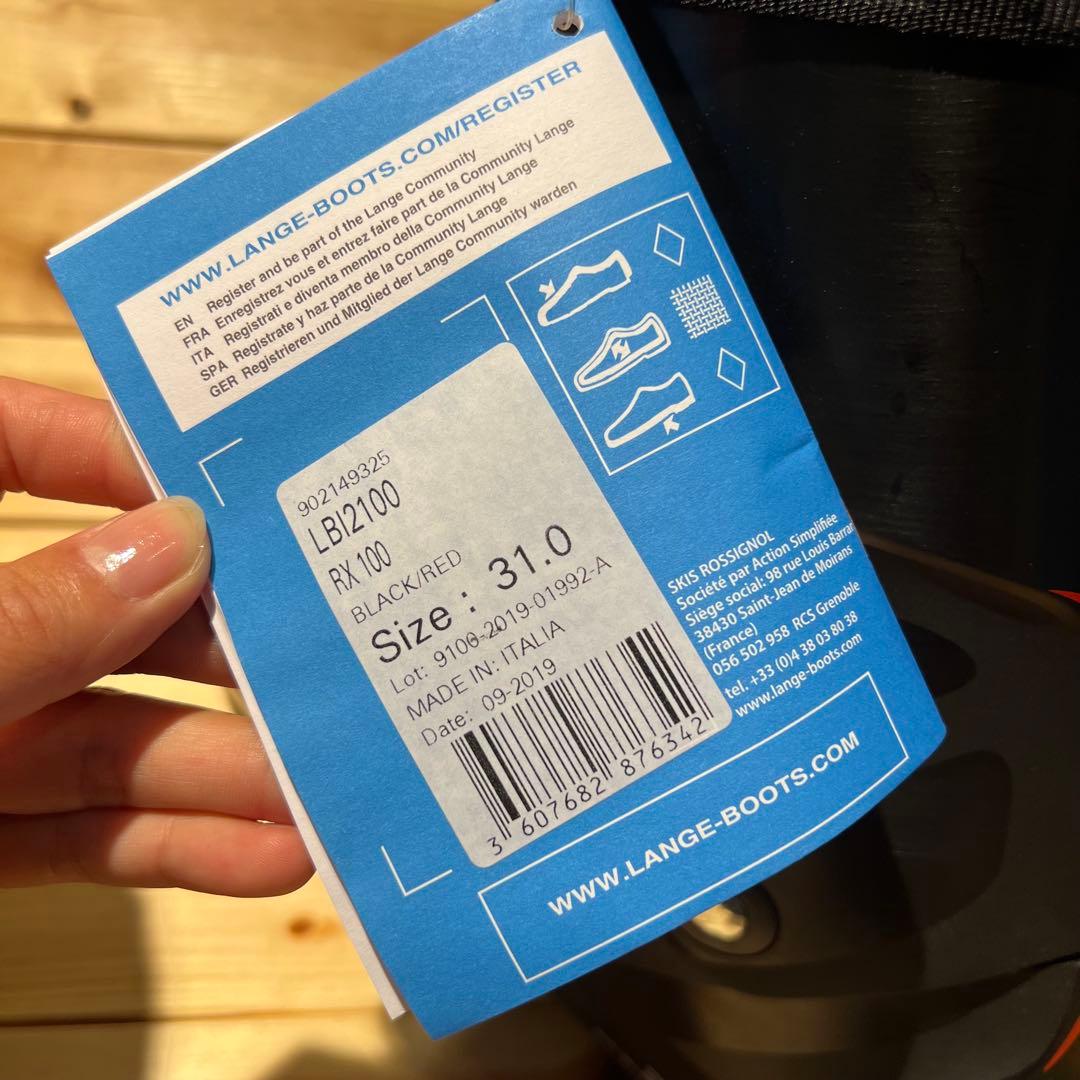 WWW.LANGE-BOOTS.COM/REGISTER
EN Register and be part of the Lange Community
FRA Enregistrez vous et entrez faire part de la Community Lange
ITA Registrati e diventa membro della Community Lange
SPA Registrate y haz parte de la Community Lange
GER Registrieren und Mitglied der Lange Community warden
902149325
LBI2100
RX 100
BLACK/RED
Size : 31.0
Lot: 9106-2019-01992-A
MADE IN: ITALIA
Date: 09-2019
3 607682 876342
SKIS ROSSIGNOL
Société par Action Simplifiée
Siège social: 98 rue Louis Barran
38430 Saint-Jean de Moirans
(France)
056 502 958 RCS Grenoble
tel. +33 (0)4 38 03 80 38
www.lange-boots.com
WWW.LANGE-BOOTS.COM